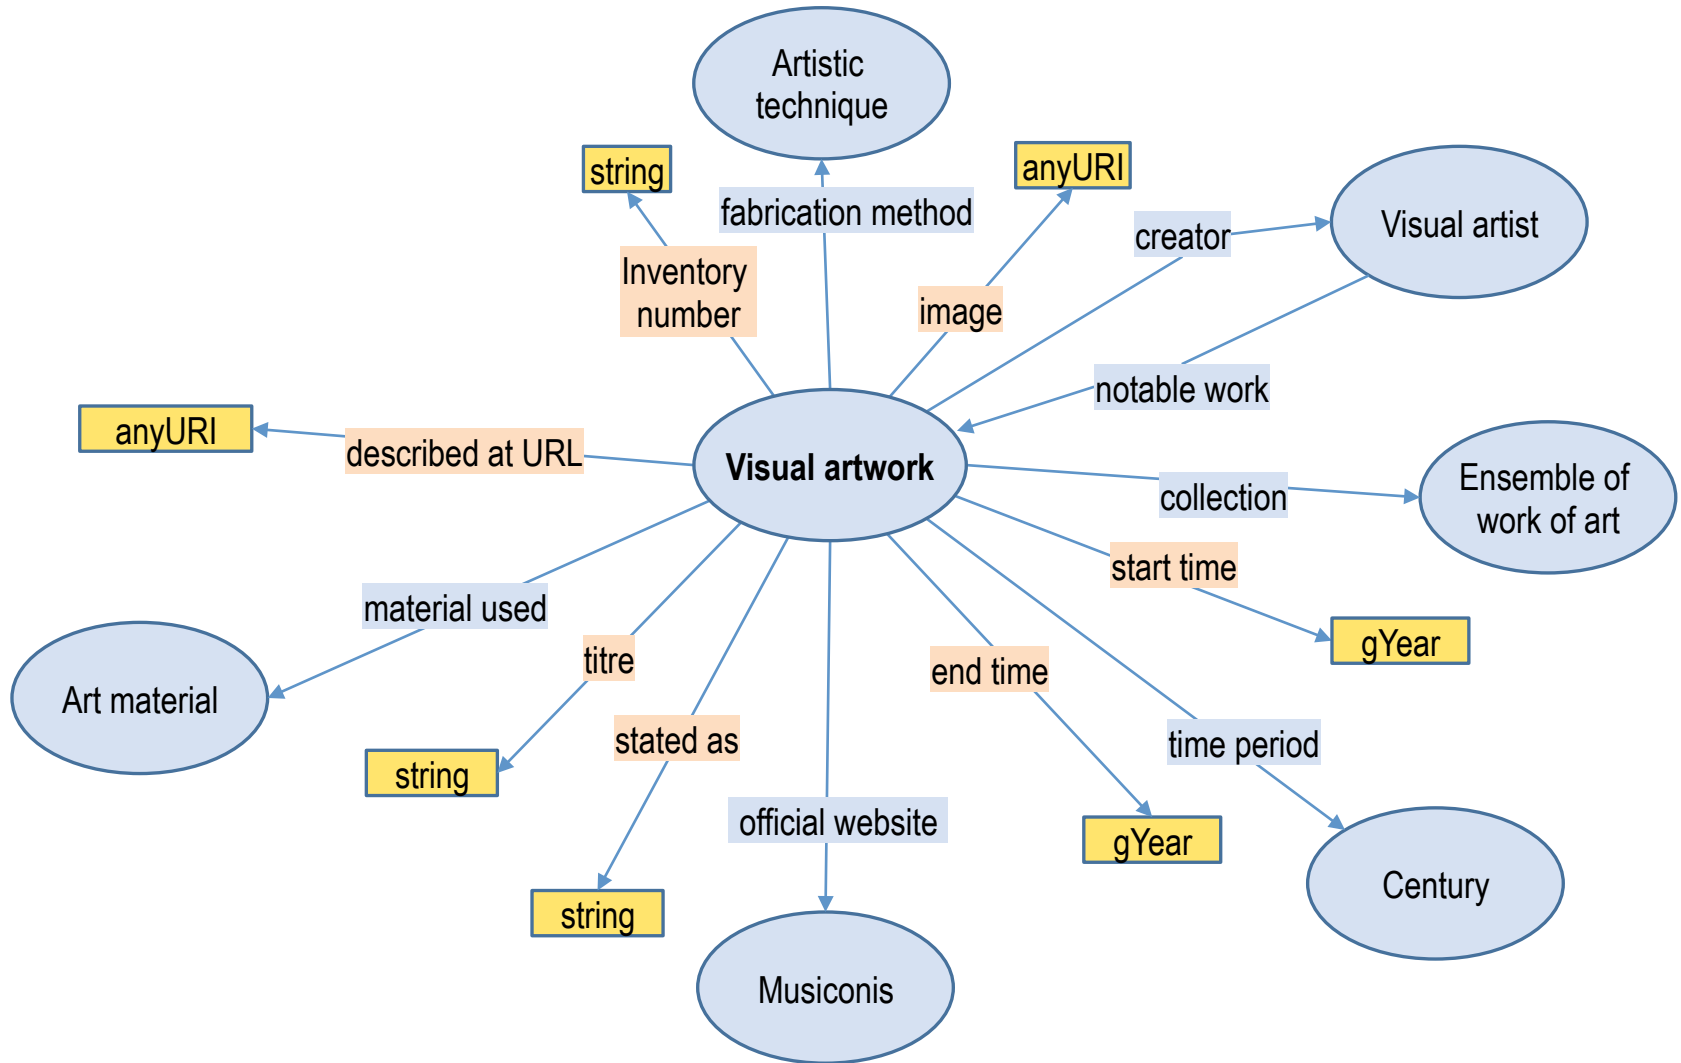 Artistic
technique
string
anyURI
fabrication method
Visual artist
creator
Inventory
number
image
notable work
anyURI
described at URL
Visual artwork
Ensemble of
work of art
collection
start time
material used
gYear
titre
end time
Art material
stated as
time period
string
official website
gYear
Century
string
Musiconis